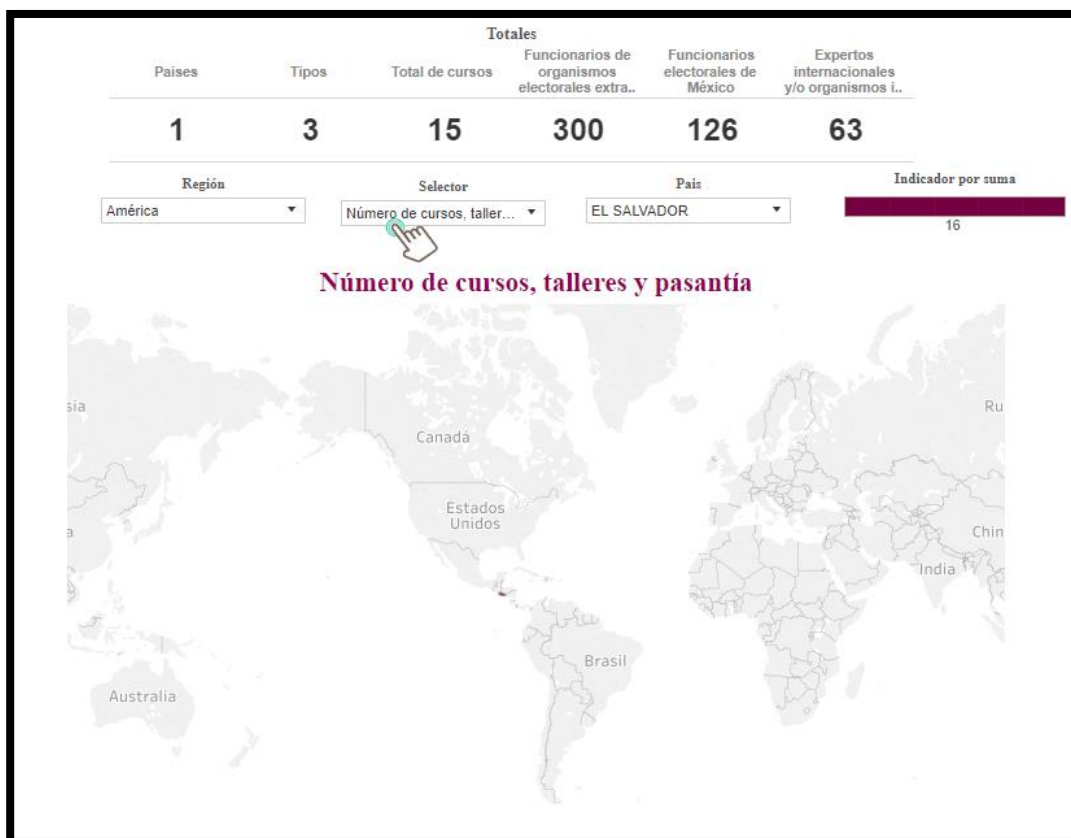 Totales
Paises
Tipos
Total de cursos
Funcionarios de
organismos
electorales extra..
Funcionarios
electorales de
México
Expertos
internacionales
y/o organismos i..
1
3
15
300
126
63
Región
Selector
Pais
Indicador por suma
América
Número de cursos, taller...
EL SALVADOR
16
Número de cursos, talleres y pasantía
sia
Canadá
Ru
Estados
Unidos
a
Chin
India
Brasil
Australia